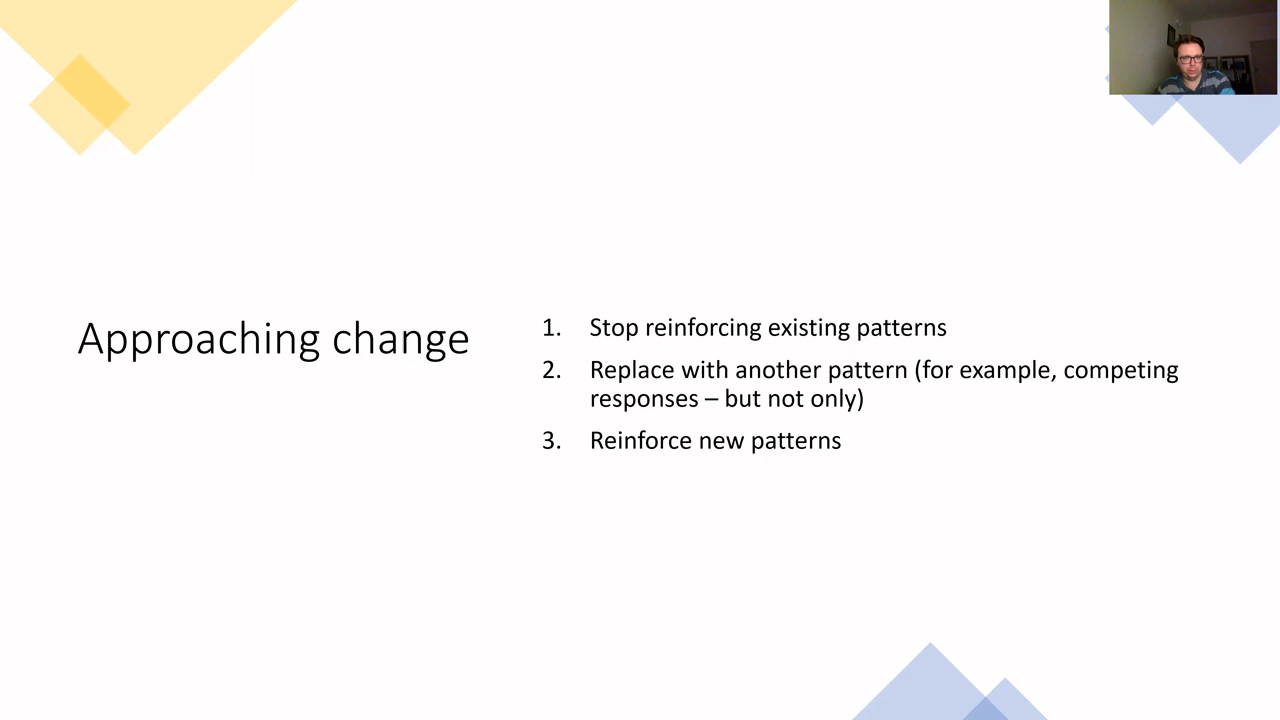 Approaching change
1. Stop reinforcing existing patterns
2. Replace with another pattern (for example, competing
responses – but not only)
3. Reinforce new patterns